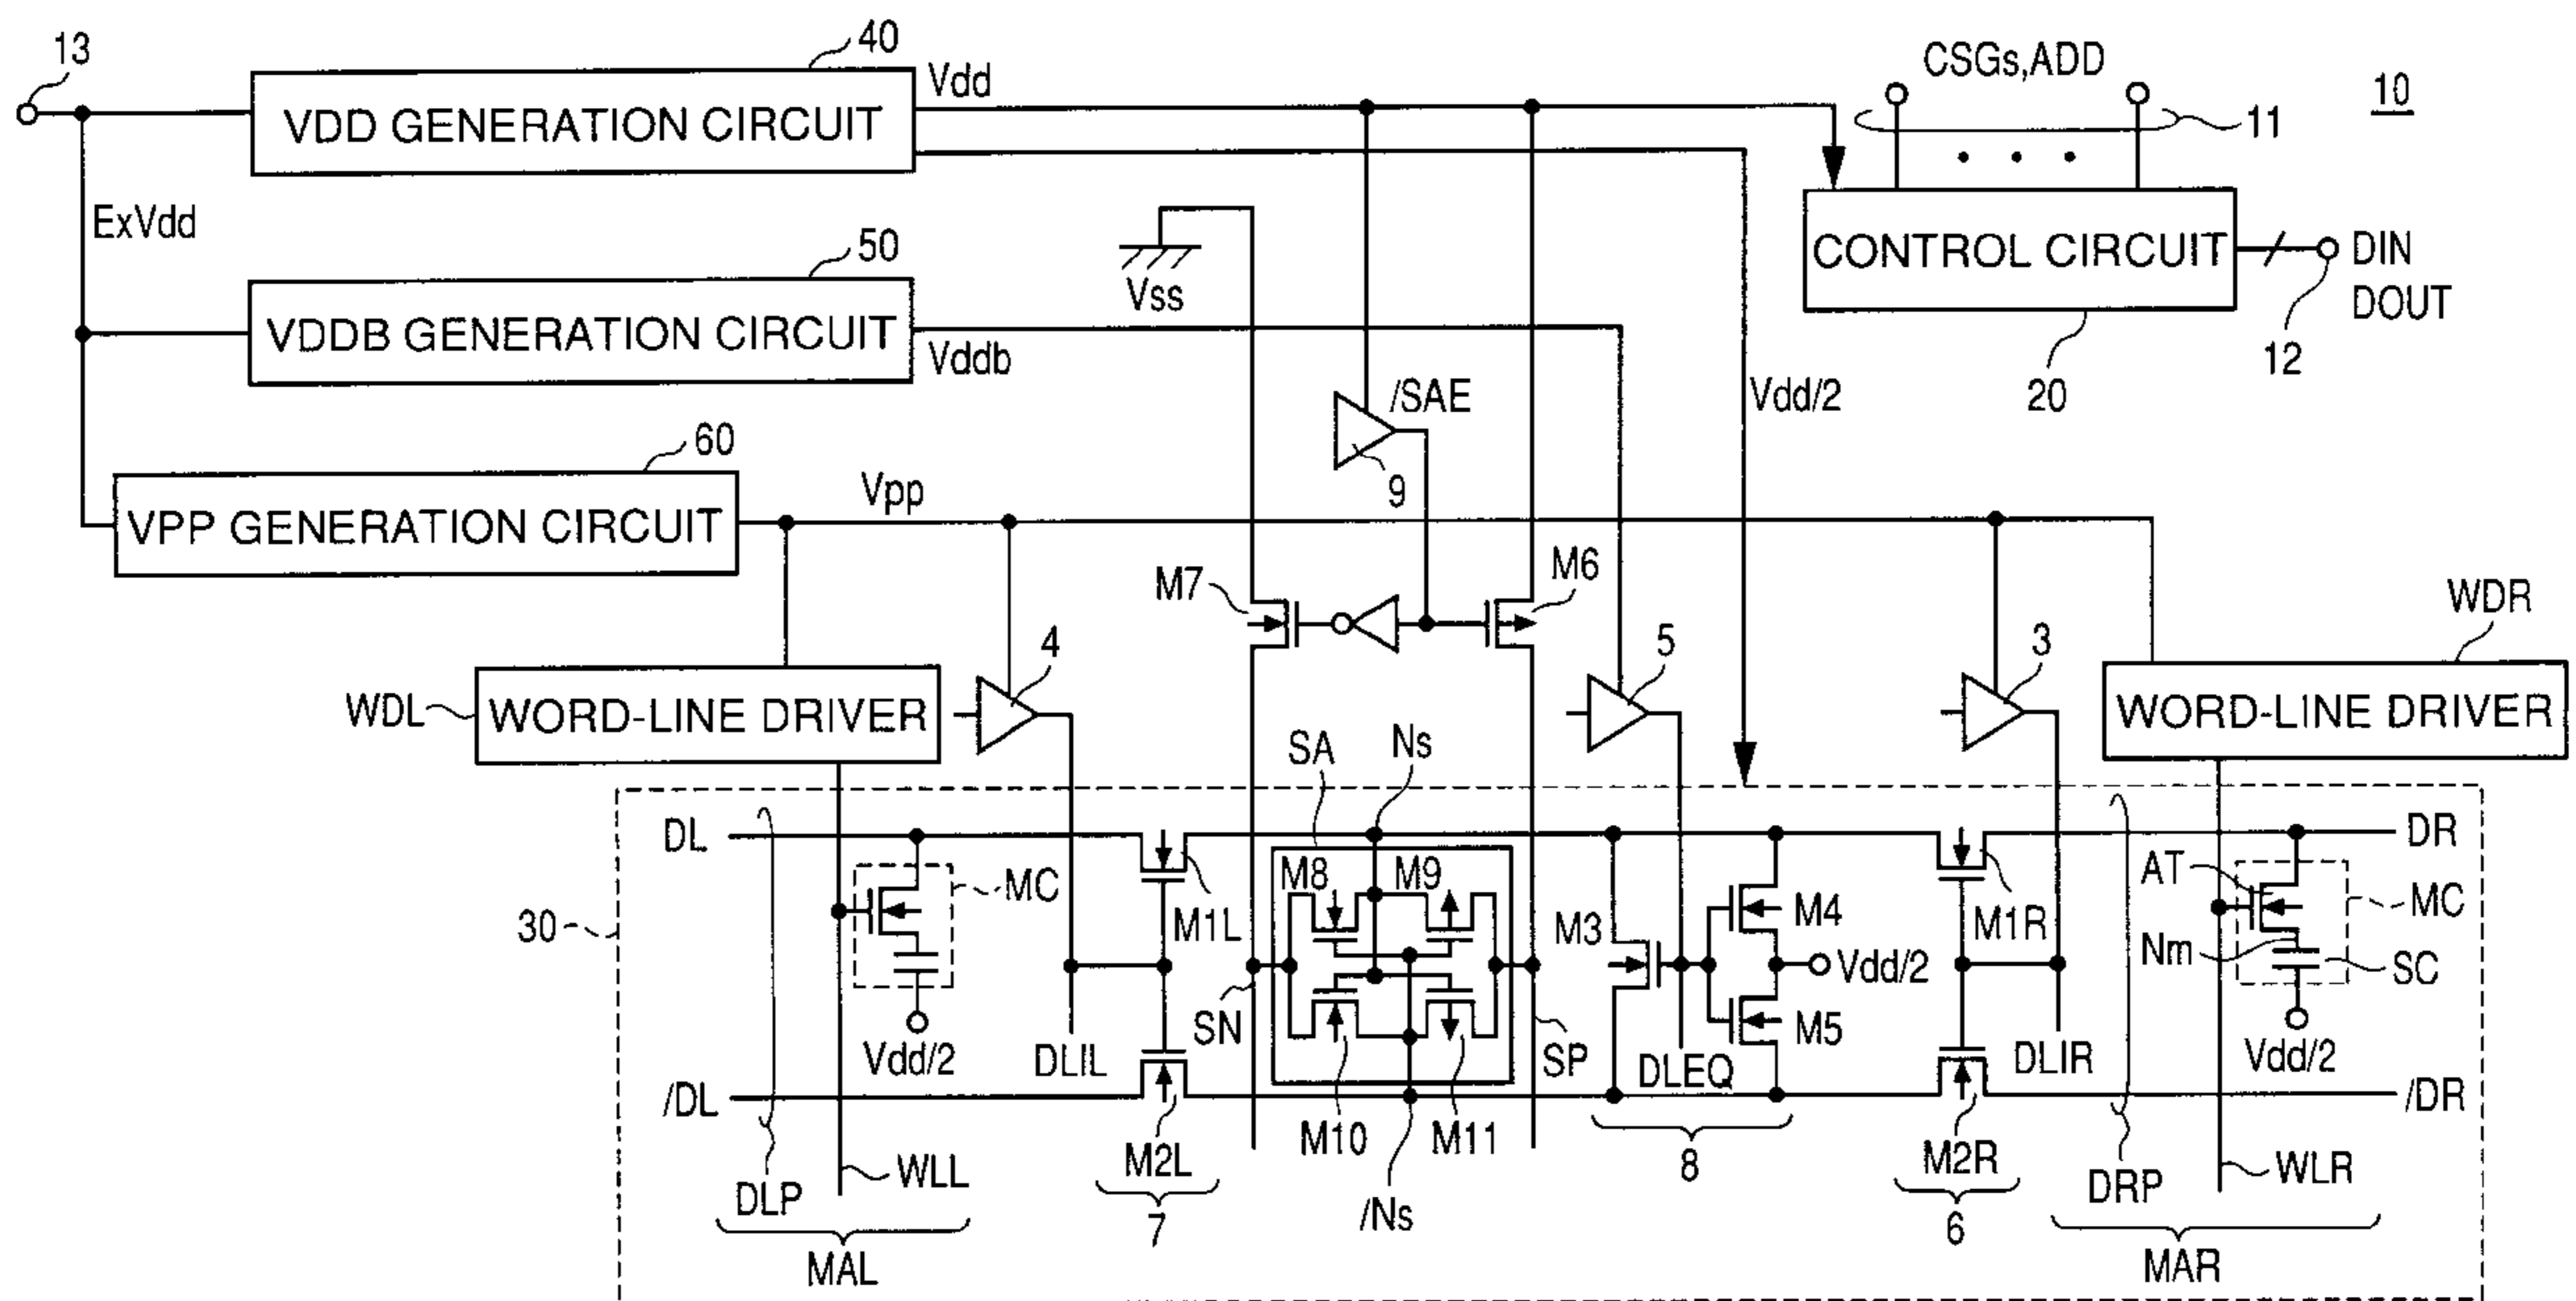 13
40
VDD GENERATION CIRCUIT
Vdd
CSGs,ADD
10
11
ExVdd
50
VDDB GENERATION CIRCUIT
Vddb
Vss
CONTROL CIRCUIT
DIN
DOUT
12
20
/SAE
9
Vdd/2
60
VPP GENERATION CIRCUIT
Vpp
M7
M6
WDR
WDL
WORD-LINE DRIVER
4
5
3
WORD-LINE DRIVER
SA
Ns
DL
DR
MC
M1L
M8
M9
M3
M4
M1R
AT
MC
30
Nm
SC
Vdd/2
Vdd/2
DLIL
SN
SP
DLEQ
M5
DLIR
Vdd/2
/DL
/DR
M10
M11
M2L
M2R
8
DLP
WLL
7
/Ns
6
DRP
WLR
MAL
MAR